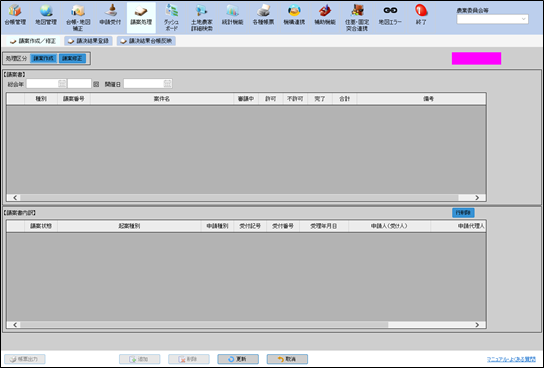 台帳管理 地図管理 台帳・地図補正 申請受付 議案処理 ダッシュボード 土地農家詳細検索 統計機能 各種帳票 機構連携 補助機能 住基・固定突合連携 地図エラー 終了 農業委員会等
議案作成／修正 議決結果登録 議決結果台帳反映
処理区分 議案作成 議案修正
【議案書】
総会年 回 開催日
種別 議案番号 案件名 審議中 許可 不許可 完了 合計 備考
【議案書内訳】 行削除
議案状態 起案種別 申請種別 受付記号 受付番号 受理年月日 申請人(受け人) 申請代理人
帳票出力 追加 削除 更新 取消 マニュアル・よくある質問